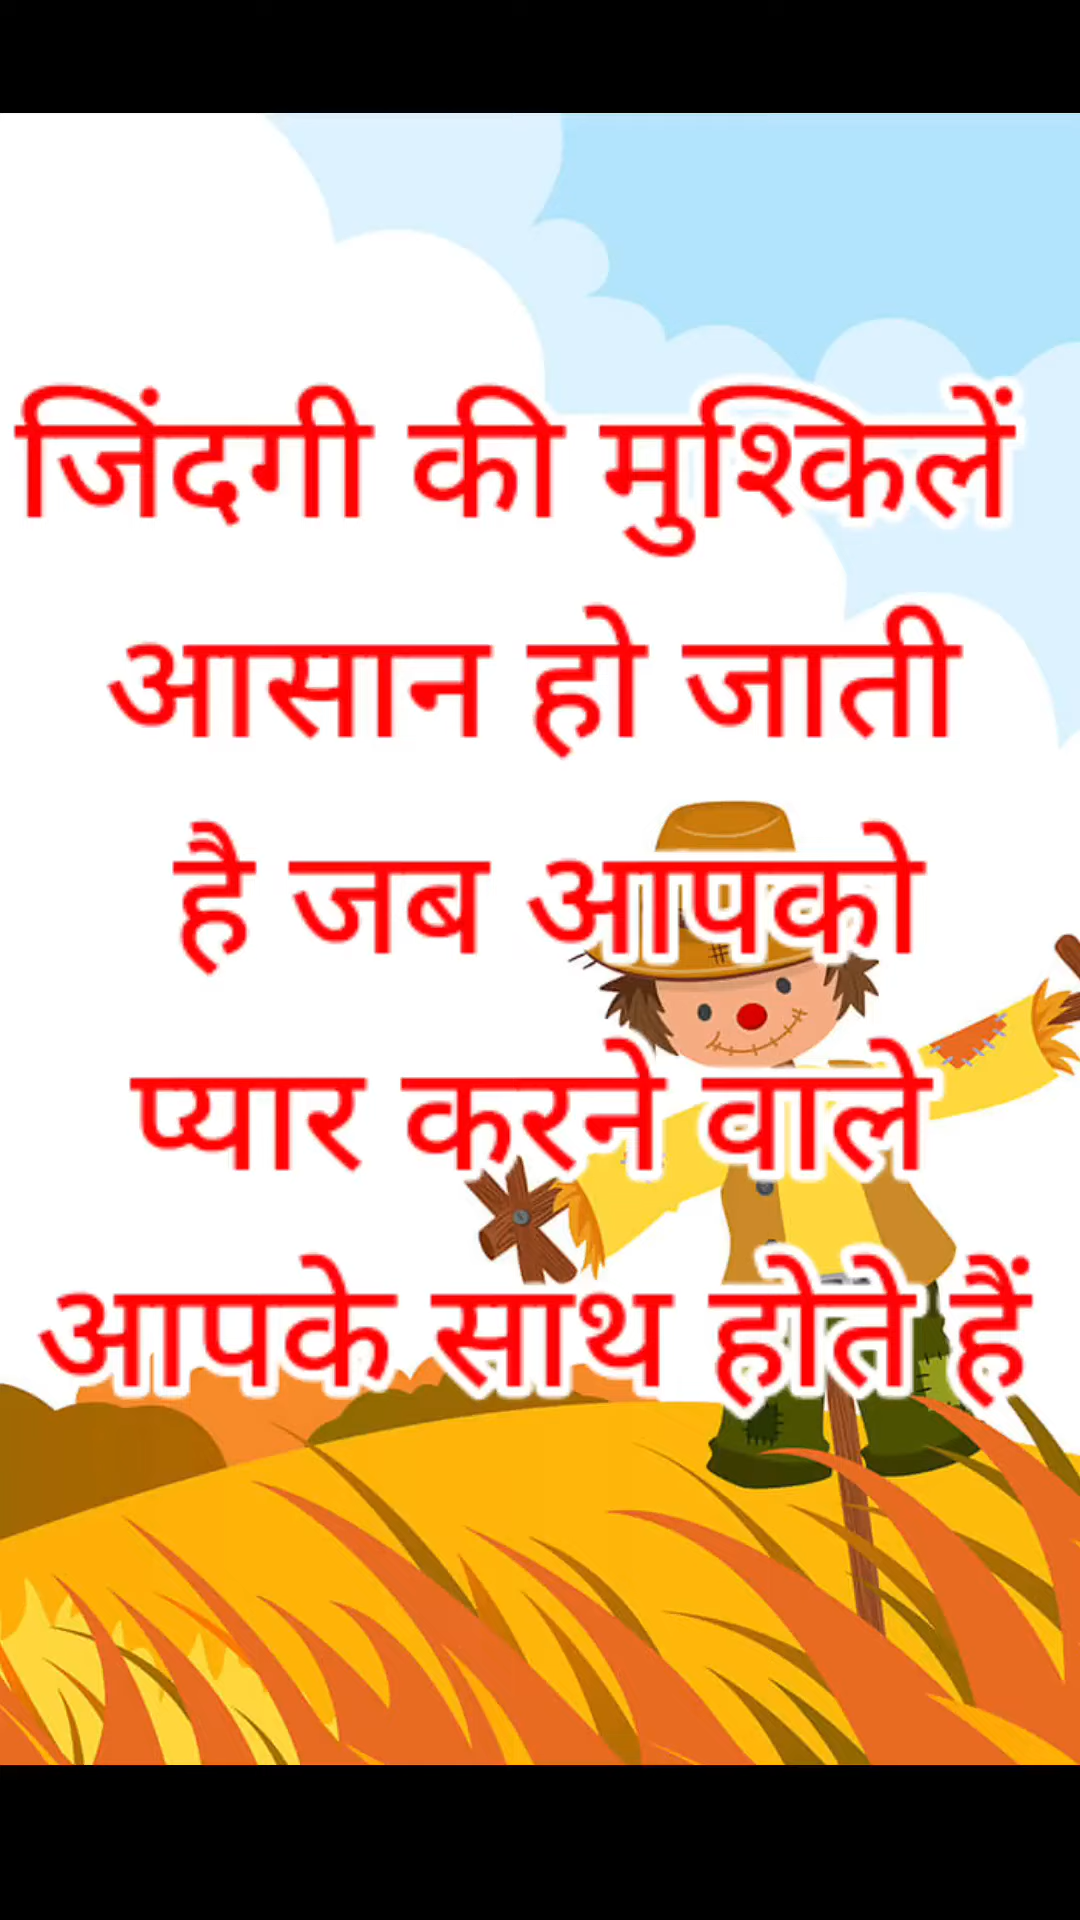 जिंदगी की मुश्किलें
आसान हो जाती
है जब आपको
प्यार करने वाले
आपके साथ होते हैं